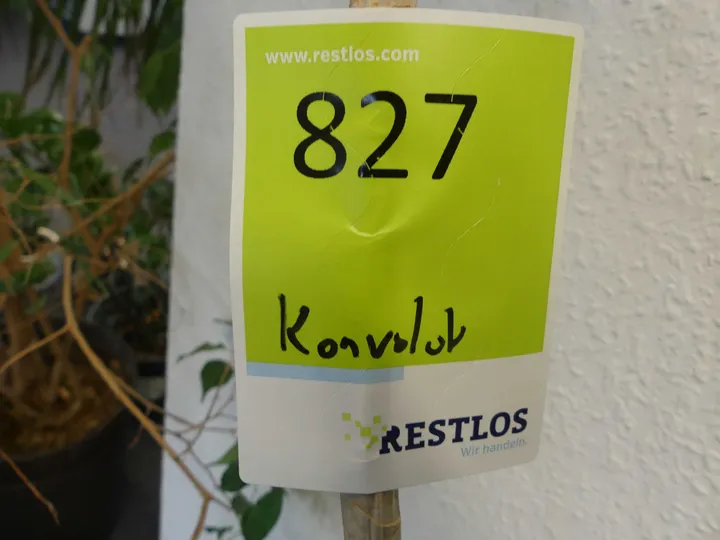 www.restlos.com
827
Konvolut
RESTLOS
Wir handeln.